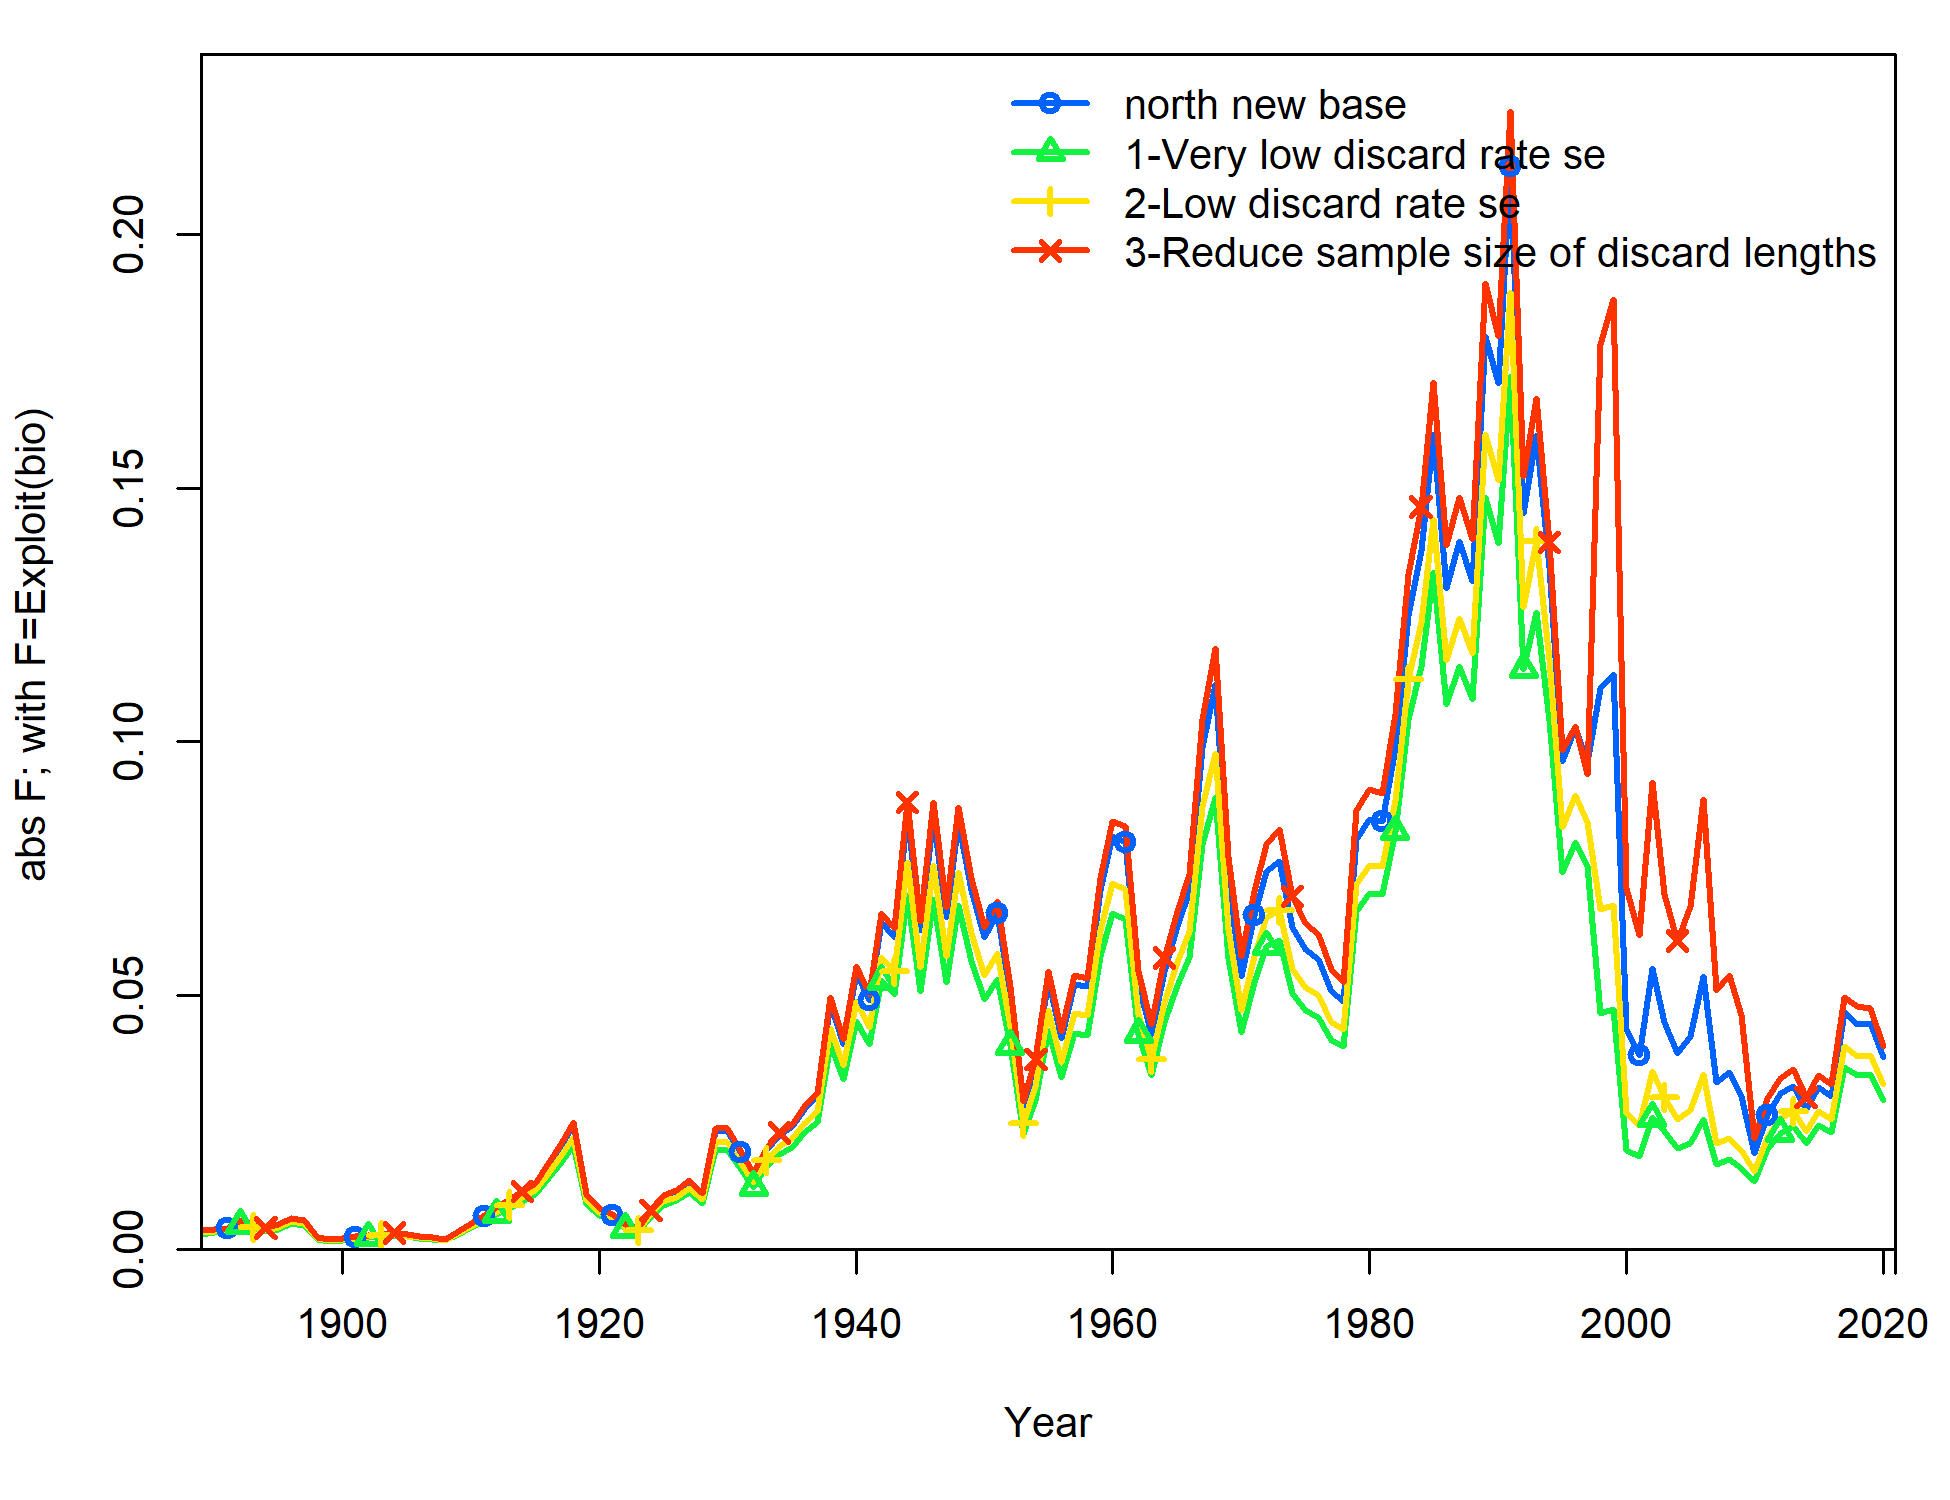 north new base
1-Very low discard rate se
2-Low discard rate se
3-Reduce sample size of discard lengths
abs F; with F=Exploit(bio)
0.20
0.15
0.10
0.05
0.00
1900 1920 1940 1960 1980 2000 2020
Year